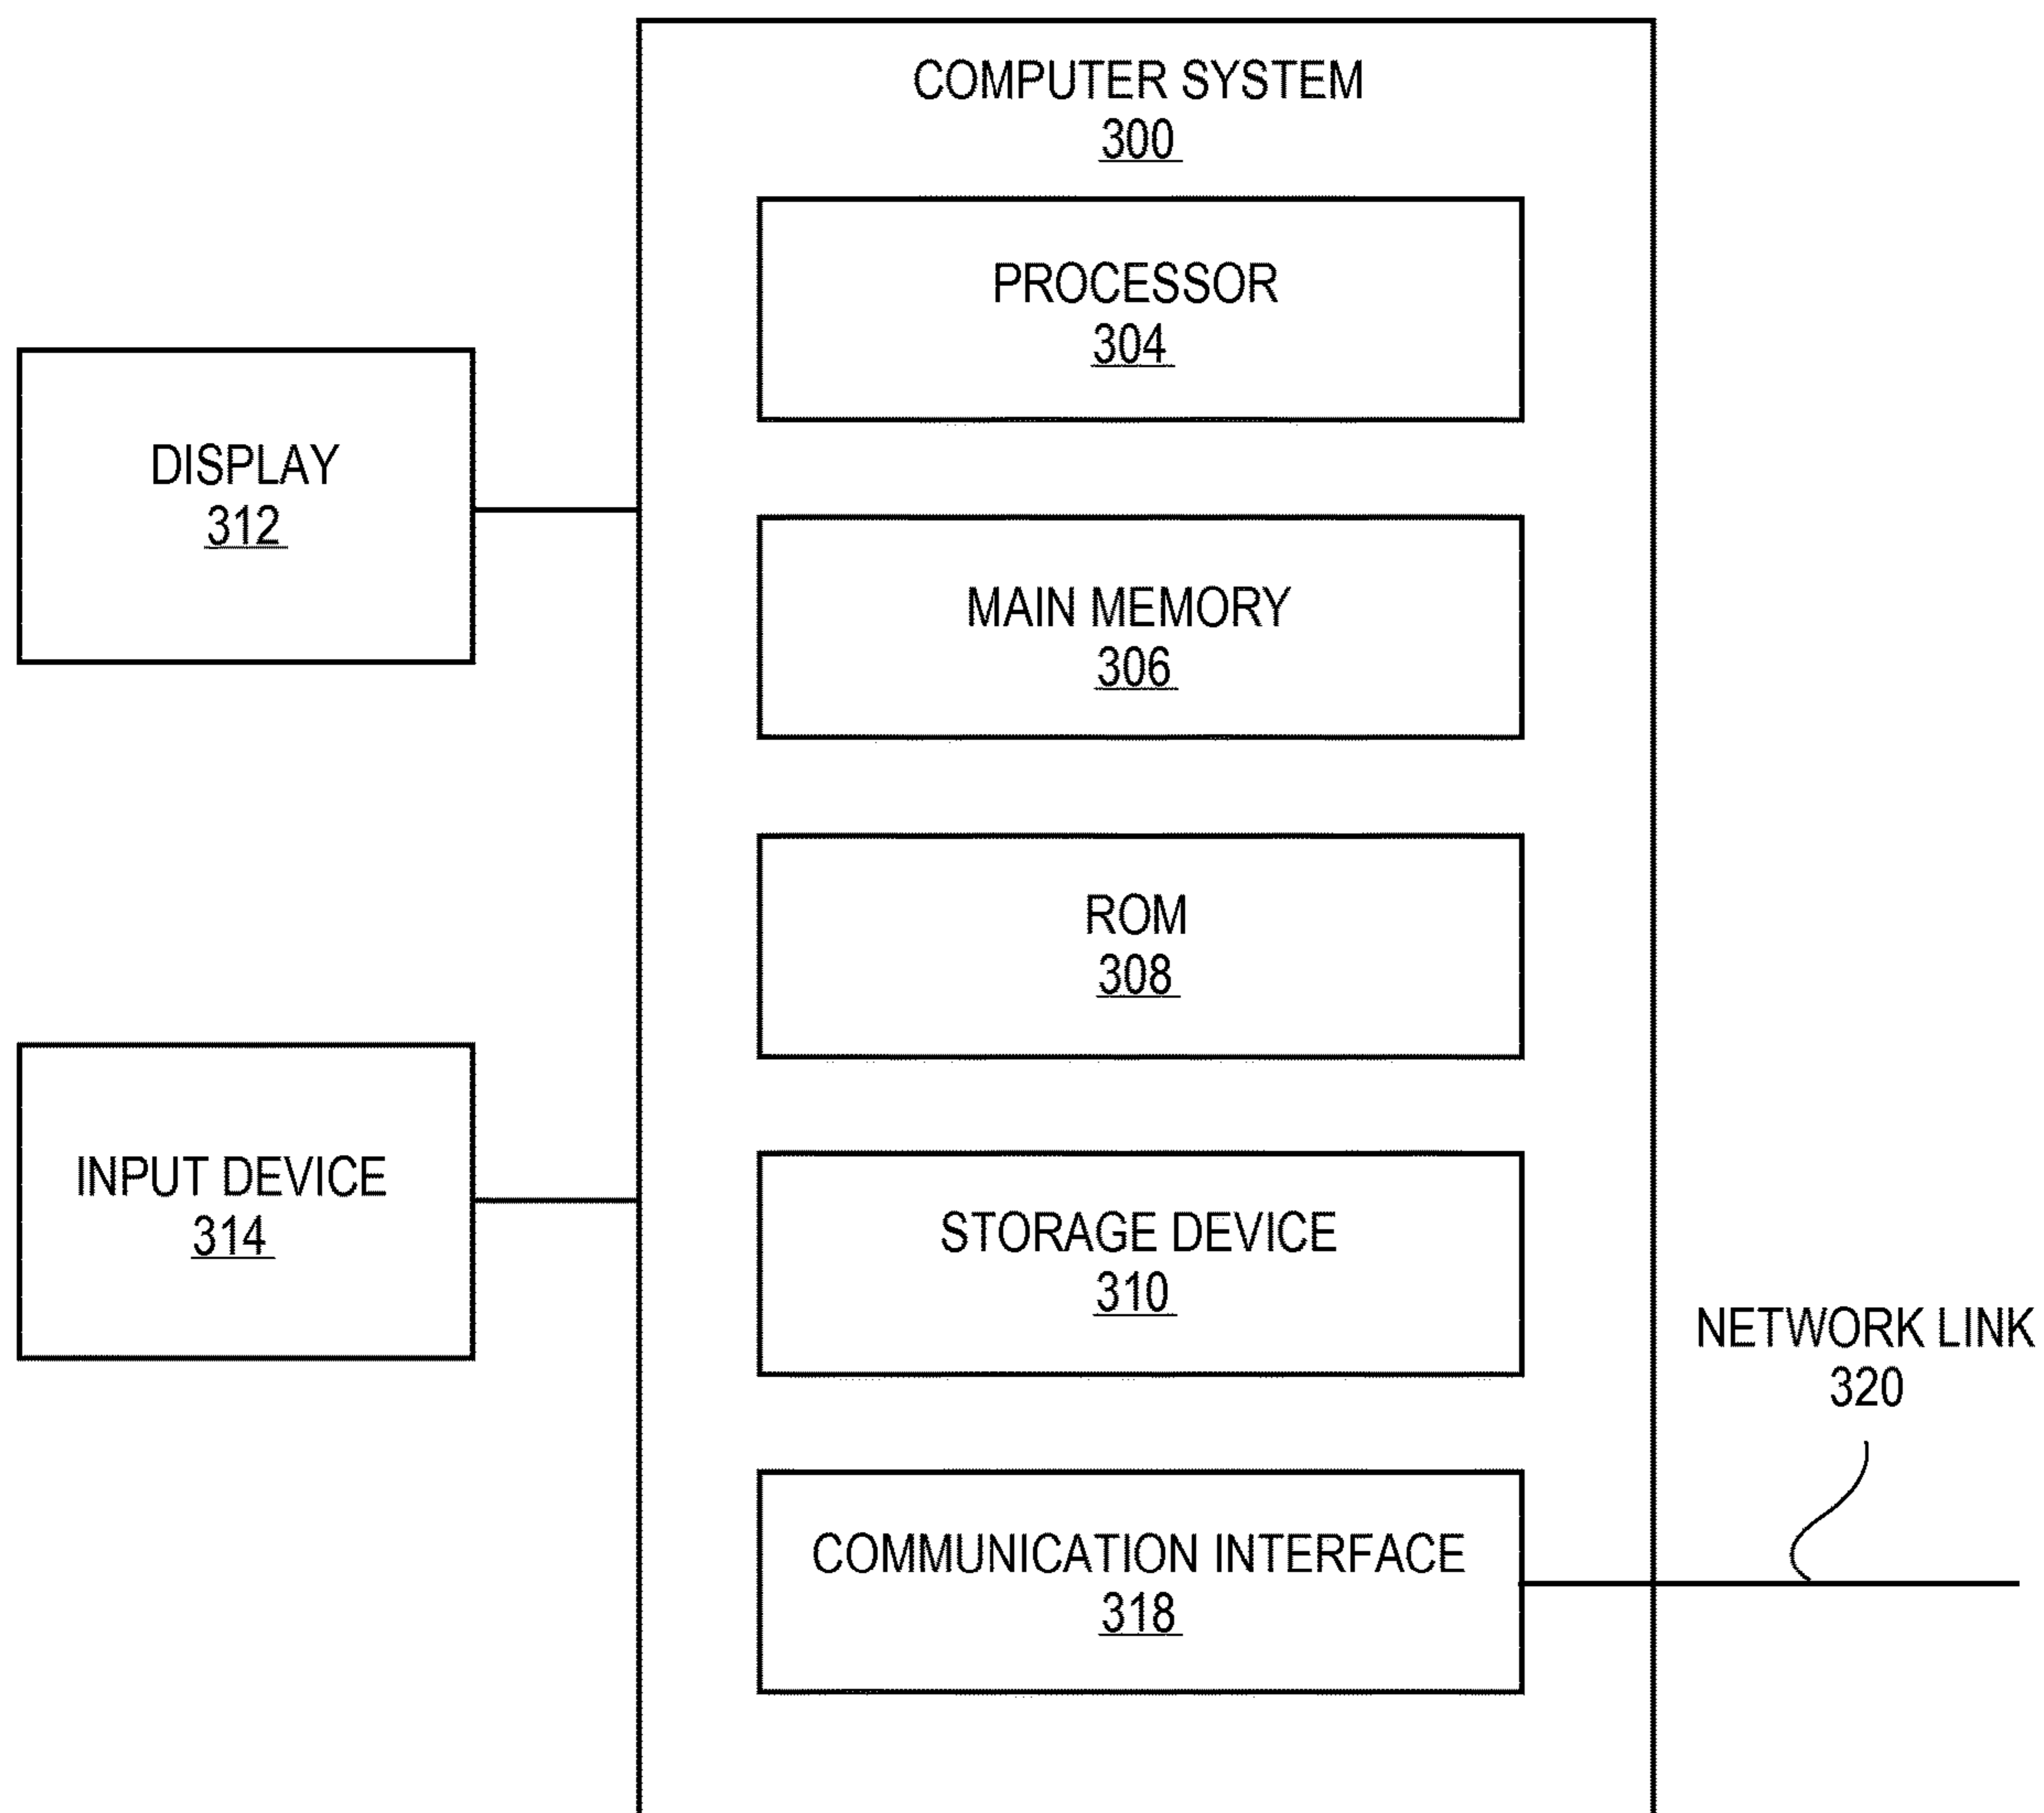 COMPUTER SYSTEM
300
PROCESSOR
304
DISPLAY
312
MAIN MEMORY
306
ROM
308
INPUT DEVICE
314
STORAGE DEVICE
310
NETWORK LINK
320
COMMUNICATION INTERFACE
318